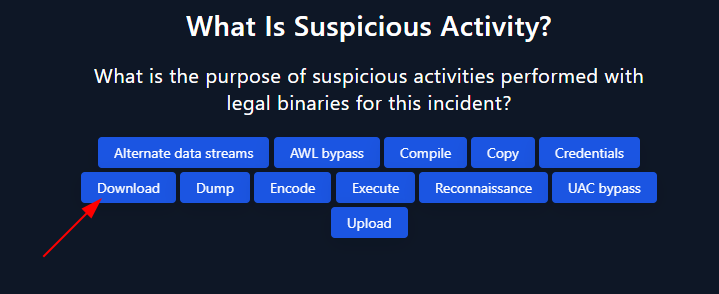 What Is Suspicious Activity?
What is the purpose of suspicious activities performed with
legal binaries for this incident?
Alternate data streams AWL bypass Compile Copy Credentials
Download Dump Encode Execute Reconnaissance UAC bypass
Upload